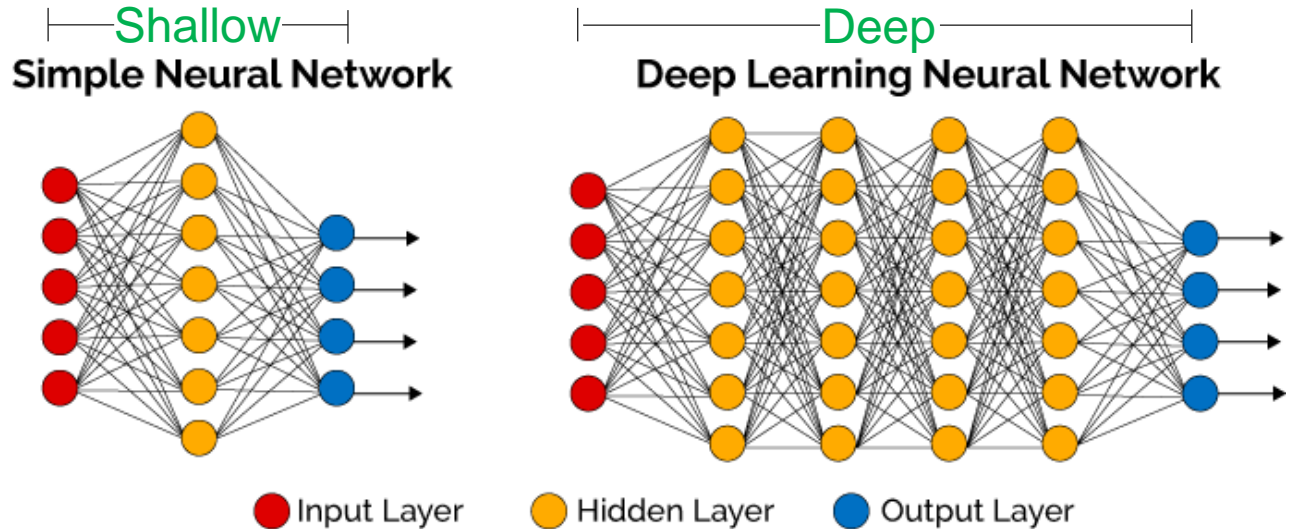 Shallow
Deep
Simple Neural Network
Deep Learning Neural Network
Input Layer
Hidden Layer
Output Layer